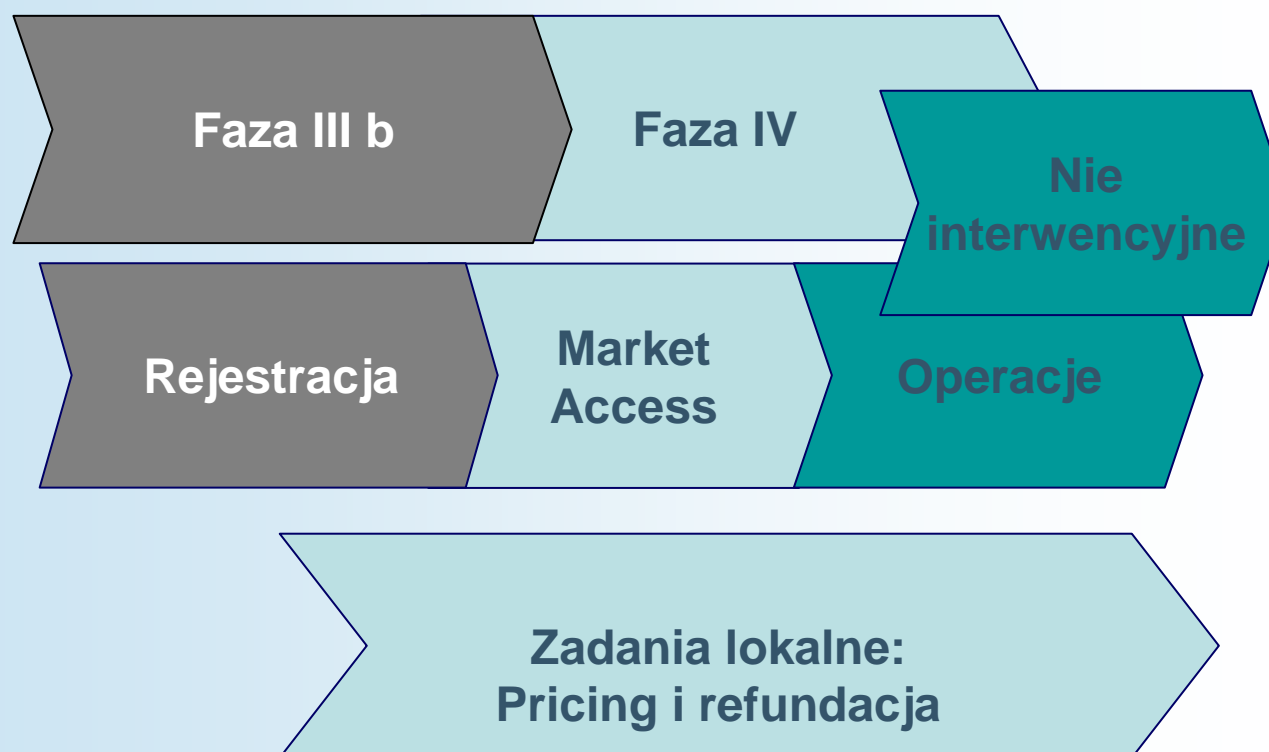 Faza III b
Faza IV
Nie
interwencyjne
Rejestracja
Market
Access
Operacje
Zadania lokalne:
Pricing i refundacja